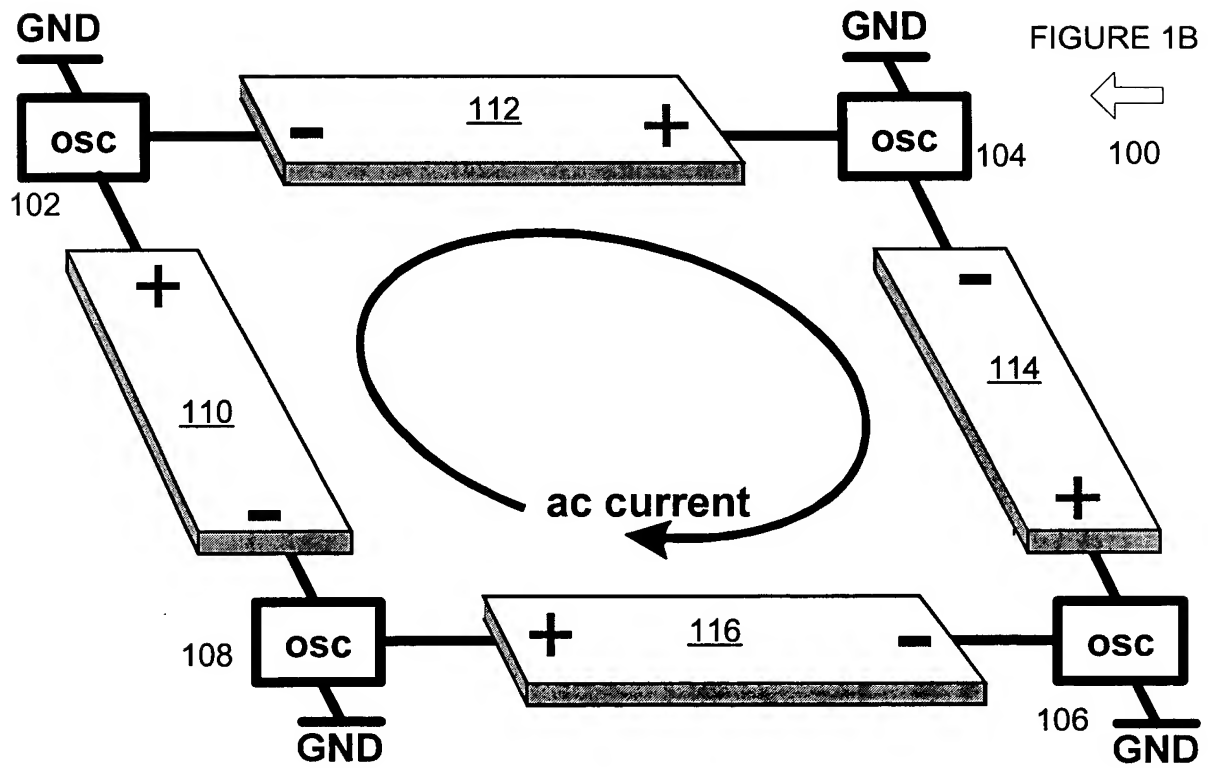 GND
GND
FIGURE 1B
osc
- 112 +
osc
104
100
102
+
-
114
110
ac current
+
-
osc
+ 116 -
osc
108
106
GND
GND